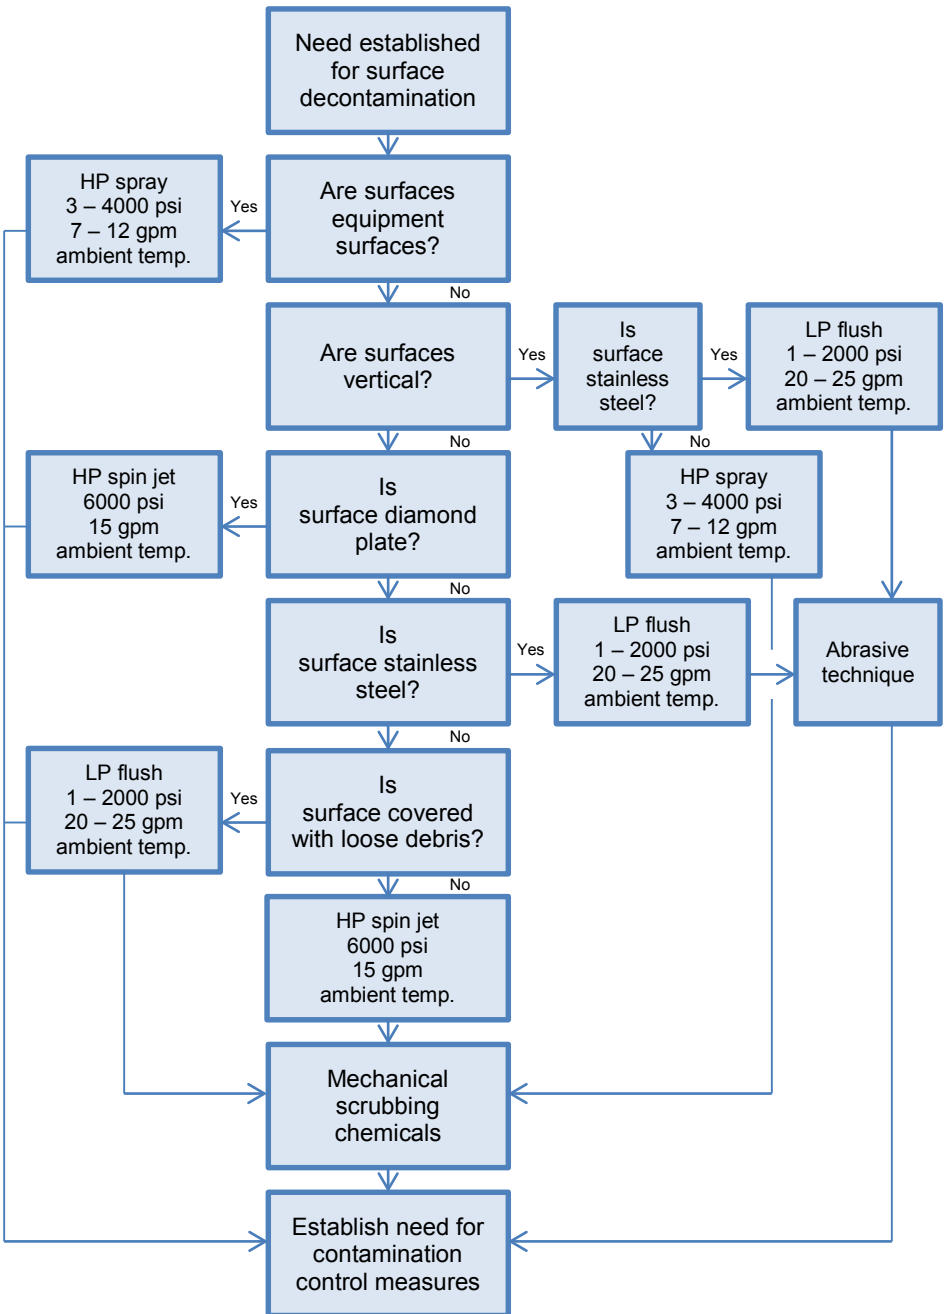 Need established
for surface
decontamination
HP spray
3 – 4000 psi
7 – 12 gpm
ambient temp.
Yes
Are surfaces
equipment
surfaces?
No
Are surfaces
vertical?
Yes
Is
surface
stainless
steel?
Yes
LP flush
1 – 2000 psi
20 – 25 gpm
ambient temp.
No
No
HP spin jet
6000 psi
15 gpm
ambient temp.
Yes
Is
surface diamond
plate?
HP spray
3 – 4000 psi
7 – 12 gpm
ambient temp.
No
Is
surface stainless
steel?
Yes
LP flush
1 – 2000 psi
20 – 25 gpm
ambient temp.
Abrasive
technique
No
LP flush
1 – 2000 psi
20 – 25 gpm
ambient temp.
Yes
Is
surface covered
with loose debris?
No
HP spin jet
6000 psi
15 gpm
ambient temp.
Mechanical
scrubbing
chemicals
Establish need for
contamination
control measures